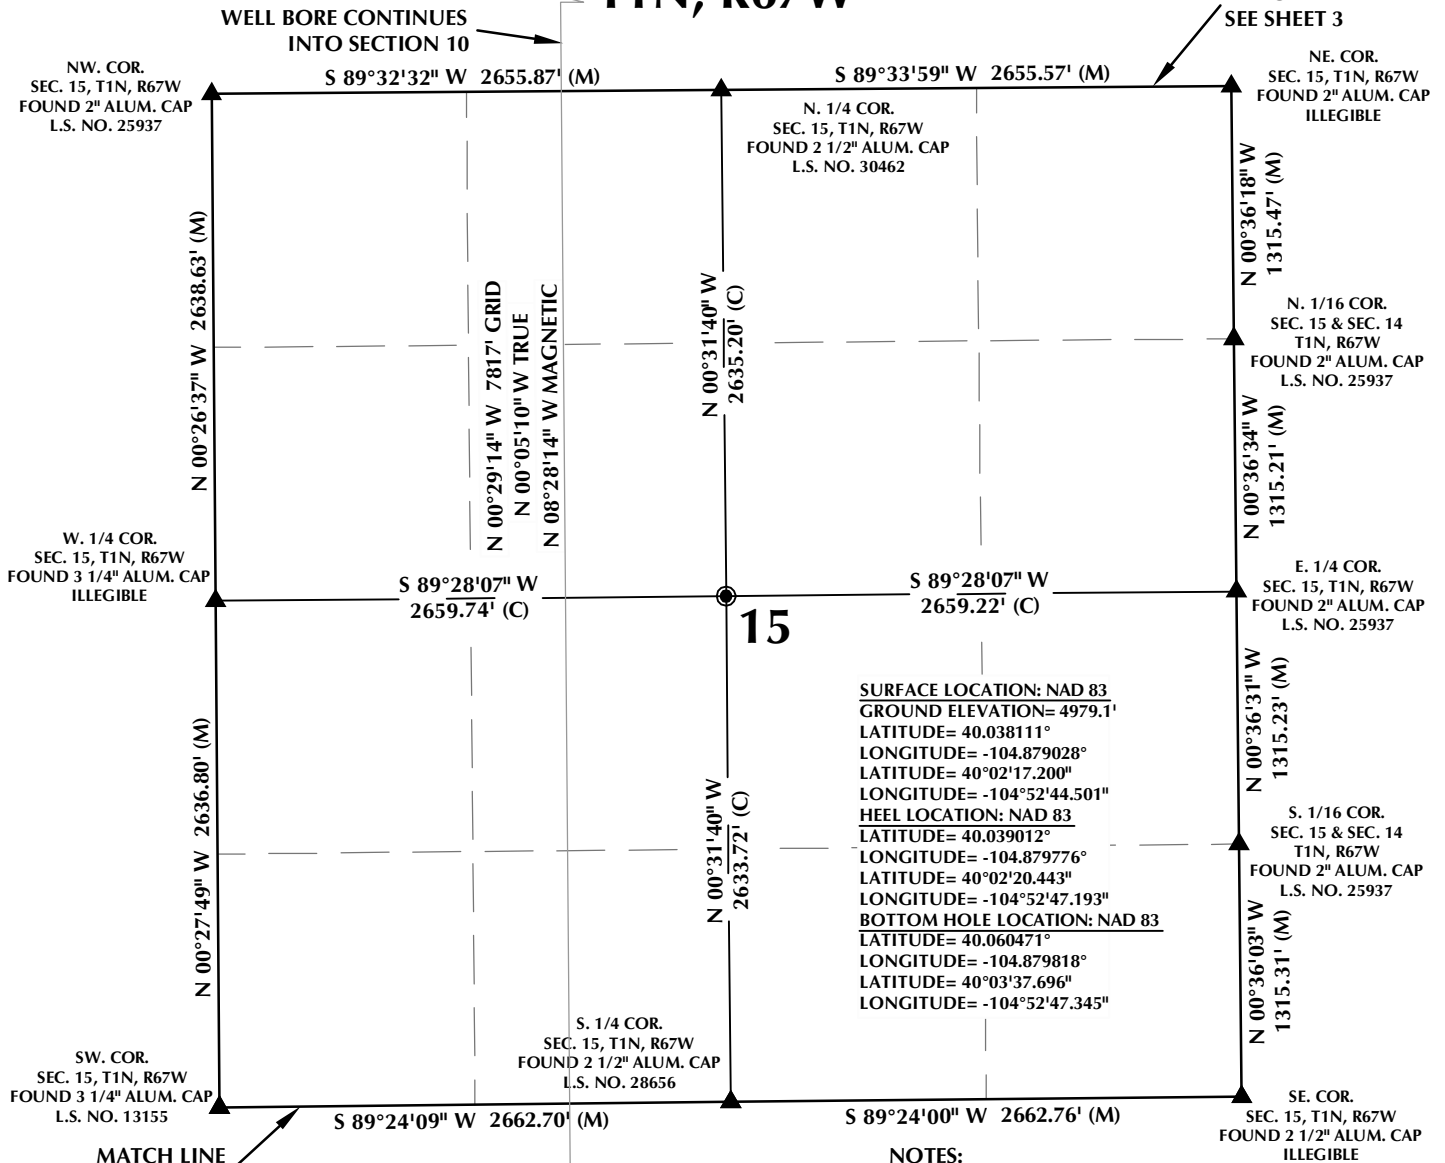 T1N, R67W
WELL BORE CONTINUES
INTO SECTION 10
SEE SHEET 3
NW. COR.
SEC. 15, T1N, R67W
FOUND 2" ALUM. CAP
L.S. NO. 25937
S 89°32'32" W 2655.87' (M)
S 89°33'59" W 2655.57' (M)
NE. COR.
SEC. 15, T1N, R67W
FOUND 2" ALUM. CAP
ILLEGIBLE
N. 1/4 COR.
SEC. 15, T1N, R67W
FOUND 2 1/2" ALUM. CAP
L.S. NO. 30462
N 00°36'18" W
1315.47' (M)
N 00°26'37" W 2638.63' (M)
N 00°29'14" W 7817' GRID
N 00°05'10" W TRUE
N 08°28'14" W MAGNETIC
N 00°31'40" W
2635.20' (C)
N. 1/16 COR.
SEC. 15 & SEC. 14
T1N, R67W
FOUND 2" ALUM. CAP
L.S. NO. 25937
N 00°36'34" W
1315.21' (M)
W. 1/4 COR.
SEC. 15, T1N, R67W
FOUND 3 1/4" ALUM. CAP
ILLEGIBLE
S 89°28'07" W
2659.74' (C)
S 89°28'07" W
2659.22' (C)
E. 1/4 COR.
SEC. 15, T1N, R67W
FOUND 2" ALUM. CAP
L.S. NO. 25937
15
N 00°27'49" W 2636.80' (M)
N 00°31'40" W
2633.72' (C)
SURFACE LOCATION: NAD 83
GROUND ELEVATION= 4979.1'
LATITUDE= 40.038111°
LONGITUDE= -104.879028°
LATITUDE= 40°02'17.200"
LONGITUDE= -104°52'44.501"
HEEL LOCATION: NAD 83
LATITUDE= 40.039012°
LONGITUDE= -104.879776°
LATITUDE= 40°02'20.443"
LONGITUDE= -104°52'47.193"
BOTTOM HOLE LOCATION: NAD 83
LATITUDE= 40.060471°
LONGITUDE= -104.879818°
LATITUDE= 40°03'37.696"
LONGITUDE= -104°52'47.345"
N 00°36'31" W
1315.23' (M)
S. 1/16 COR.
SEC. 15 & SEC. 14
T1N, R67W
FOUND 2" ALUM. CAP
L.S. NO. 25937
N 00°36'03" W
1315.31' (M)
SW. COR.
SEC. 15, T1N, R67W
FOUND 3 1/4" ALUM. CAP
L.S. NO. 13155
S. 1/4 COR.
SEC. 15, T1N, R67W
FOUND 2 1/2" ALUM. CAP
L.S. NO. 28656
S 89°24'09" W 2662.70' (M)
S 89°24'00" W 2662.76' (M)
SE. COR.
SEC. 15, T1N, R67W
FOUND 2 1/2" ALUM. CAP
ILLEGIBLE
MATCH LINE
NOTES: